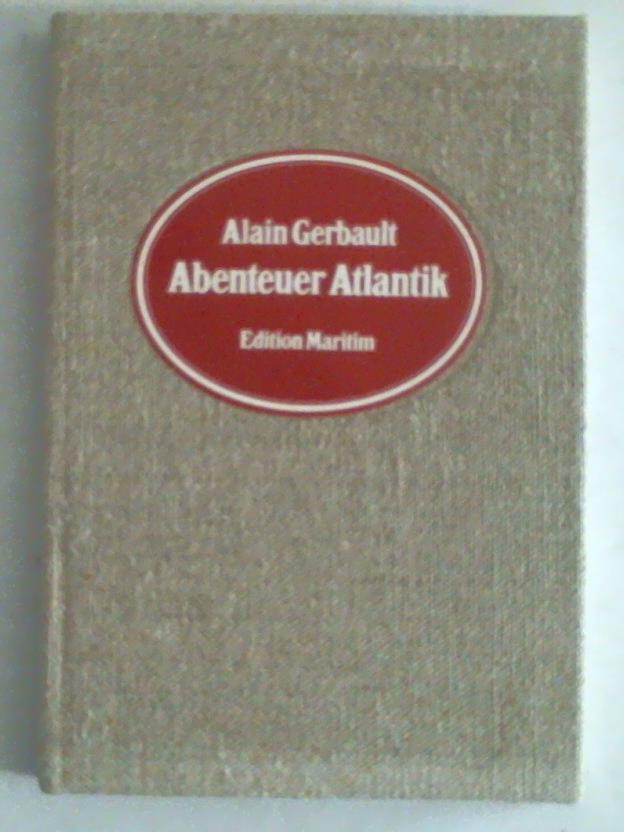 Alain Gerbault
Abenteuer Atlantik
Edition Maritim